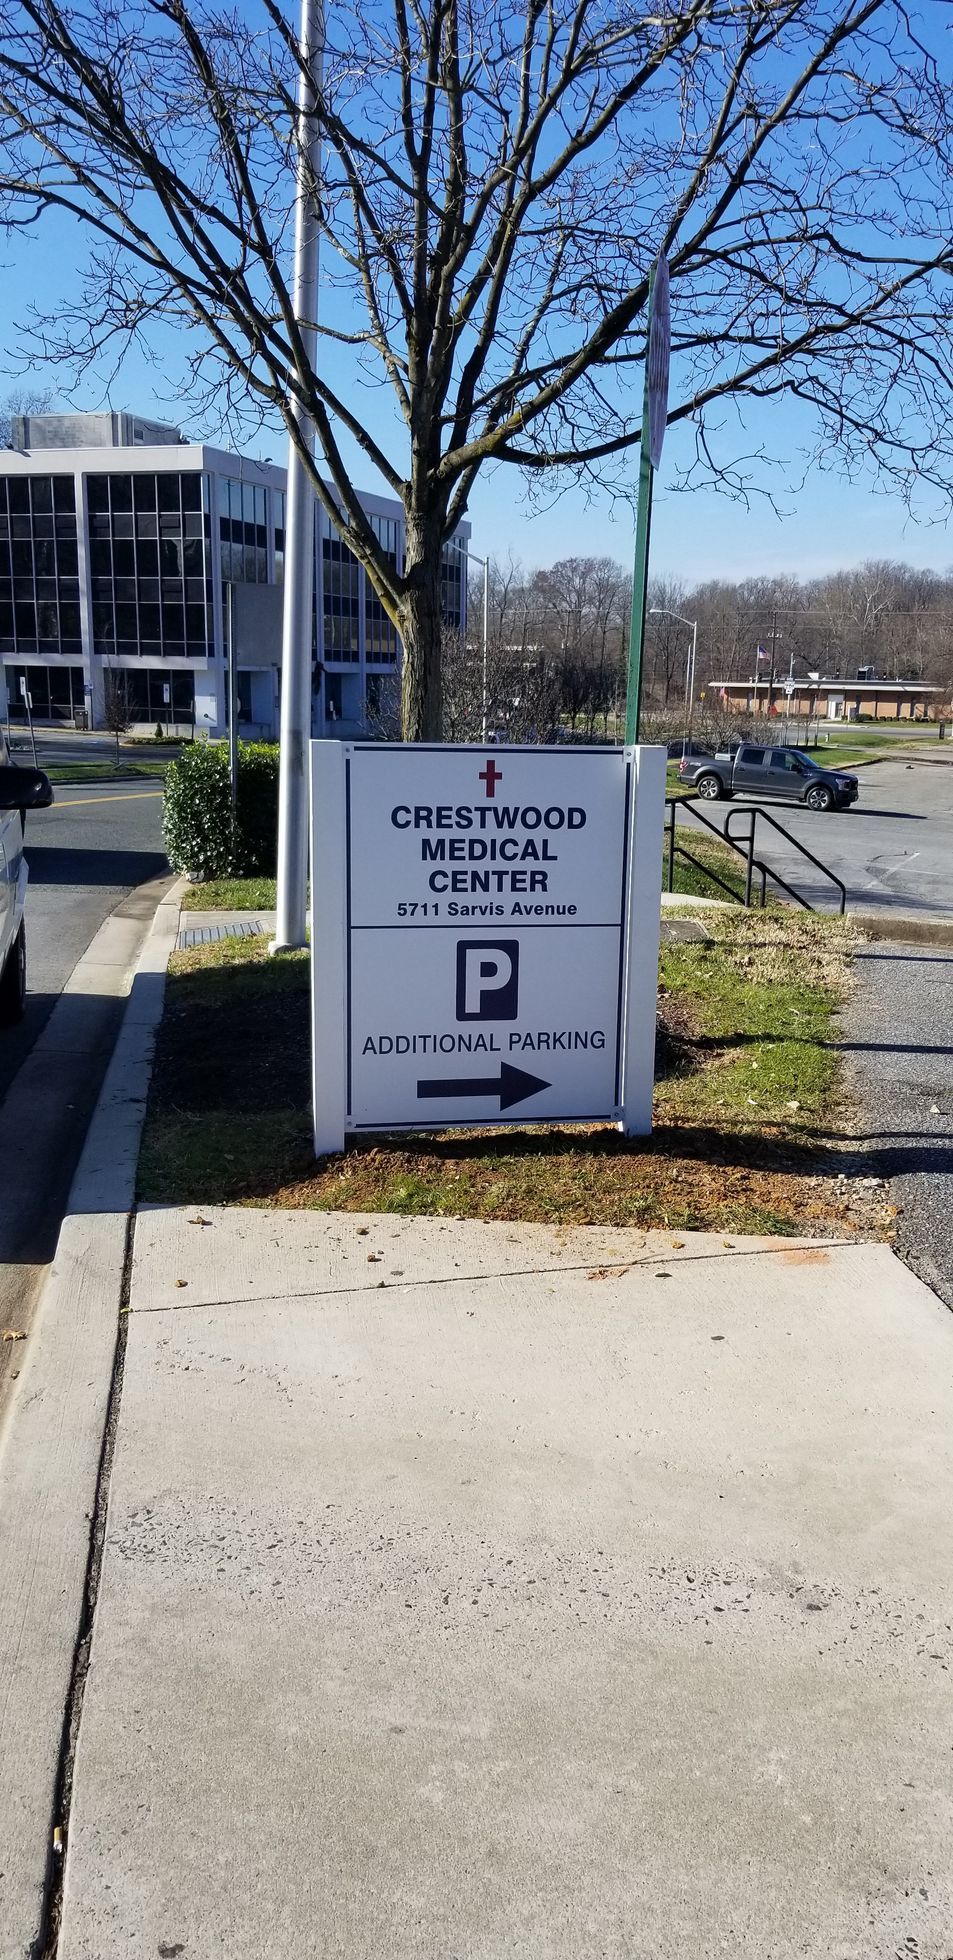 CRESTWOOD
MEDICAL
CENTER
5711 Sarvis Avenue
P
ADDITIONAL PARKING